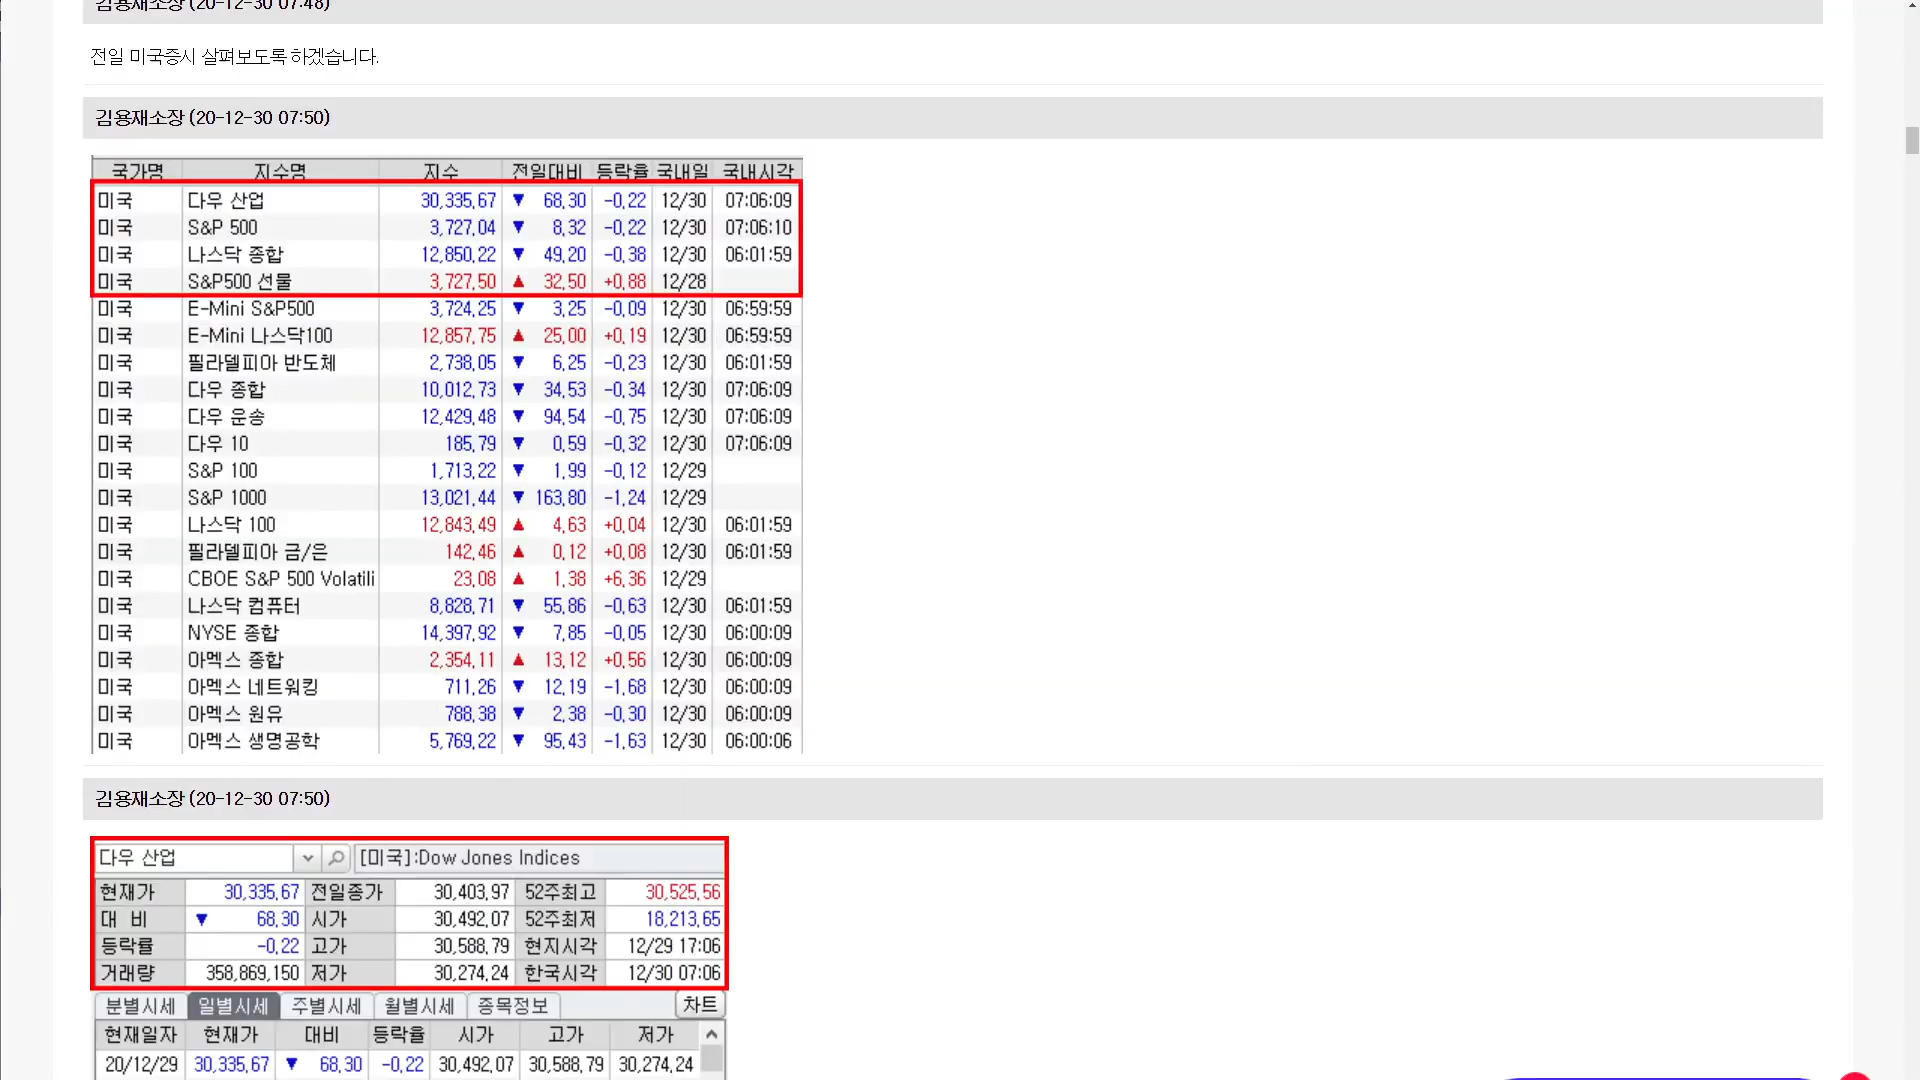 김용재소장 (20-12-30 07:48)
전일 미국증시 살펴보도록 하겠습니다.
김용재소장 (20-12-30 07:50)
국가명 지수명 지수 전일대비 등락율 국내일 국내시각
미국 다우 산업 30,335.67 ▼ 68.30 -0.22 12/30 07:06:09
미국 S&P 500 3,727.04 ▼ 8.32 -0.22 12/30 07:06:10
미국 나스닥 종합 12,850.22 ▼ 49.20 -0.38 12/30 06:01:59
미국 S&P500 선물 3,727.50 ▲ 32.50 +0.88 12/28
미국 E-Mini S&P500 3,724.25 ▼ 3.25 -0.09 12/30 06:59:59
미국 E-Mini 나스닥100 12,857.75 ▲ 25.00 +0.19 12/30 06:59:59
미국 필라델피아 반도체 2,738.05 ▼ 6.25 -0.23 12/30 06:01:59
미국 다우 종합 10,012.73 ▼ 34.53 -0.34 12/30 07:06:09
미국 다우 운송 12,429.48 ▼ 94.54 -0.75 12/30 07:06:09
미국 다우 10 185.79 ▼ 0.59 -0.32 12/30 07:06:09
미국 S&P 100 1,713.22 ▼ 1.99 -0.12 12/29
미국 S&P 1000 13,021.44 ▼ 163.80 -1.24 12/29
미국 나스닥 100 12,843.49 ▲ 4.63 +0.04 12/30 06:01:59
미국 필라델피아 금/은 142.46 ▲ 0.12 +0.08 12/30 06:01:59
미국 CBOE S&P 500 Volatili 23.08 ▲ 1.38 +6.36 12/29
미국 나스닥 컴퓨터 8,828.71 ▼ 55.86 -0.63 12/30 06:01:59
미국 NYSE 종합 14,397.92 ▼ 7.85 -0.05 12/30 06:00:09
미국 아멕스 종합 2,354.11 ▲ 13.12 +0.56 12/30 06:00:09
미국 아멕스 네트워킹 711.26 ▼ 12.19 -1.68 12/30 06:00:09
미국 아멕스 원유 788.38 ▼ 2.38 -0.30 12/30 06:00:09
미국 아멕스 생명공학 5,769.22 ▼ 95.43 -1.63 12/30 06:00:06
김용재소장 (20-12-30 07:50)
다우 산업 [미국]:Dow Jones Indices
현재가 30,335.67 전일종가 30,403.97 52주최고 30,525.56
대 비 ▼ 68.30 시가 30,492.07 52주최저 18,213.65
등락률 -0.22 고가 30,588.79 현지시각 12/29 17:06
거래량 358,869,150 저가 30,274.24 한국시각 12/30 07:06
분별시세 일별시세 주별시세 월별시세 종목정보 차트
현재일자 현재가 대비 등락율 시가 고가 저가
20/12/29 30,335.67 ▼ 68.30 -0.22 30,492.07 30,588.79 30,274.24